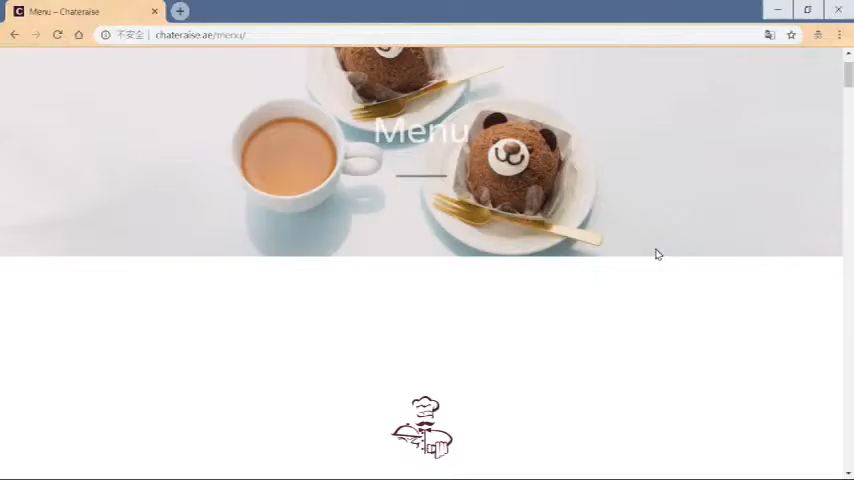 Menu – Chateraise
不安全
chateraise.ae/menu/
Menu